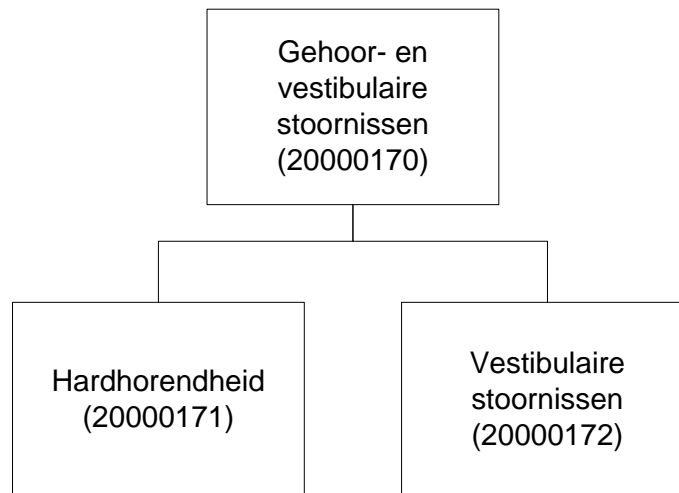 Gehoor- en
vestibulaire
stoornissen
(20000170)
Hardhorendheid
(20000171)
Vestibulaire
stoornissen
(20000172)